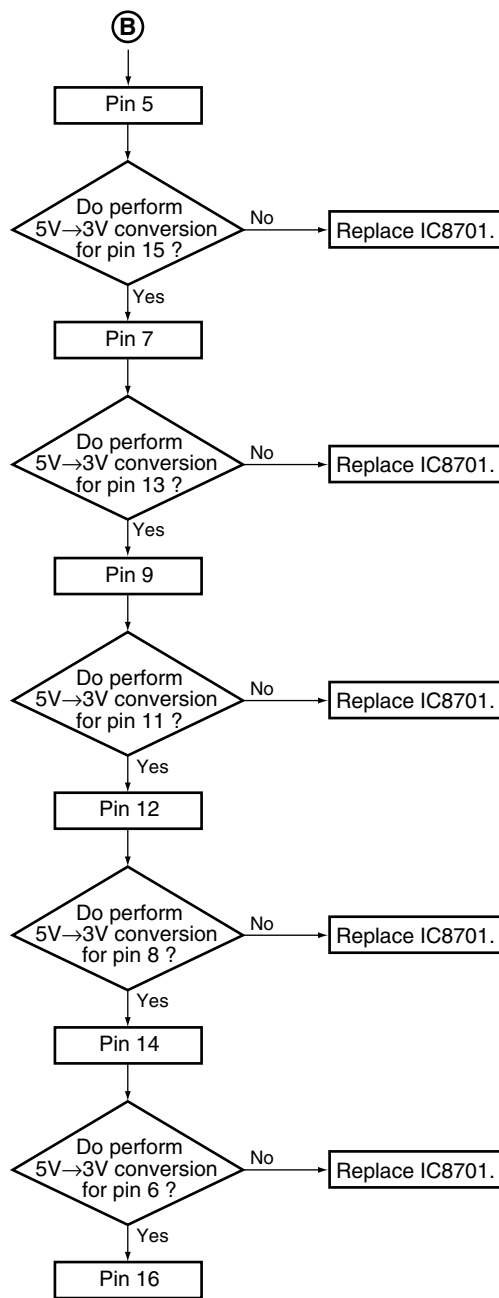 B
Pin 5
Do perform
5V→3V conversion
for pin 15 ?
No
Replace IC8701.
Yes
Pin 7
Do perform
5V→3V conversion
for pin 13 ?
No
Replace IC8701.
Yes
Pin 9
Do perform
5V→3V conversion
for pin 11 ?
No
Replace IC8701.
Yes
Pin 12
Do perform
5V→3V conversion
for pin 8 ?
No
Replace IC8701.
Yes
Pin 14
Do perform
5V→3V conversion
for pin 6 ?
No
Replace IC8701.
Yes
Pin 16